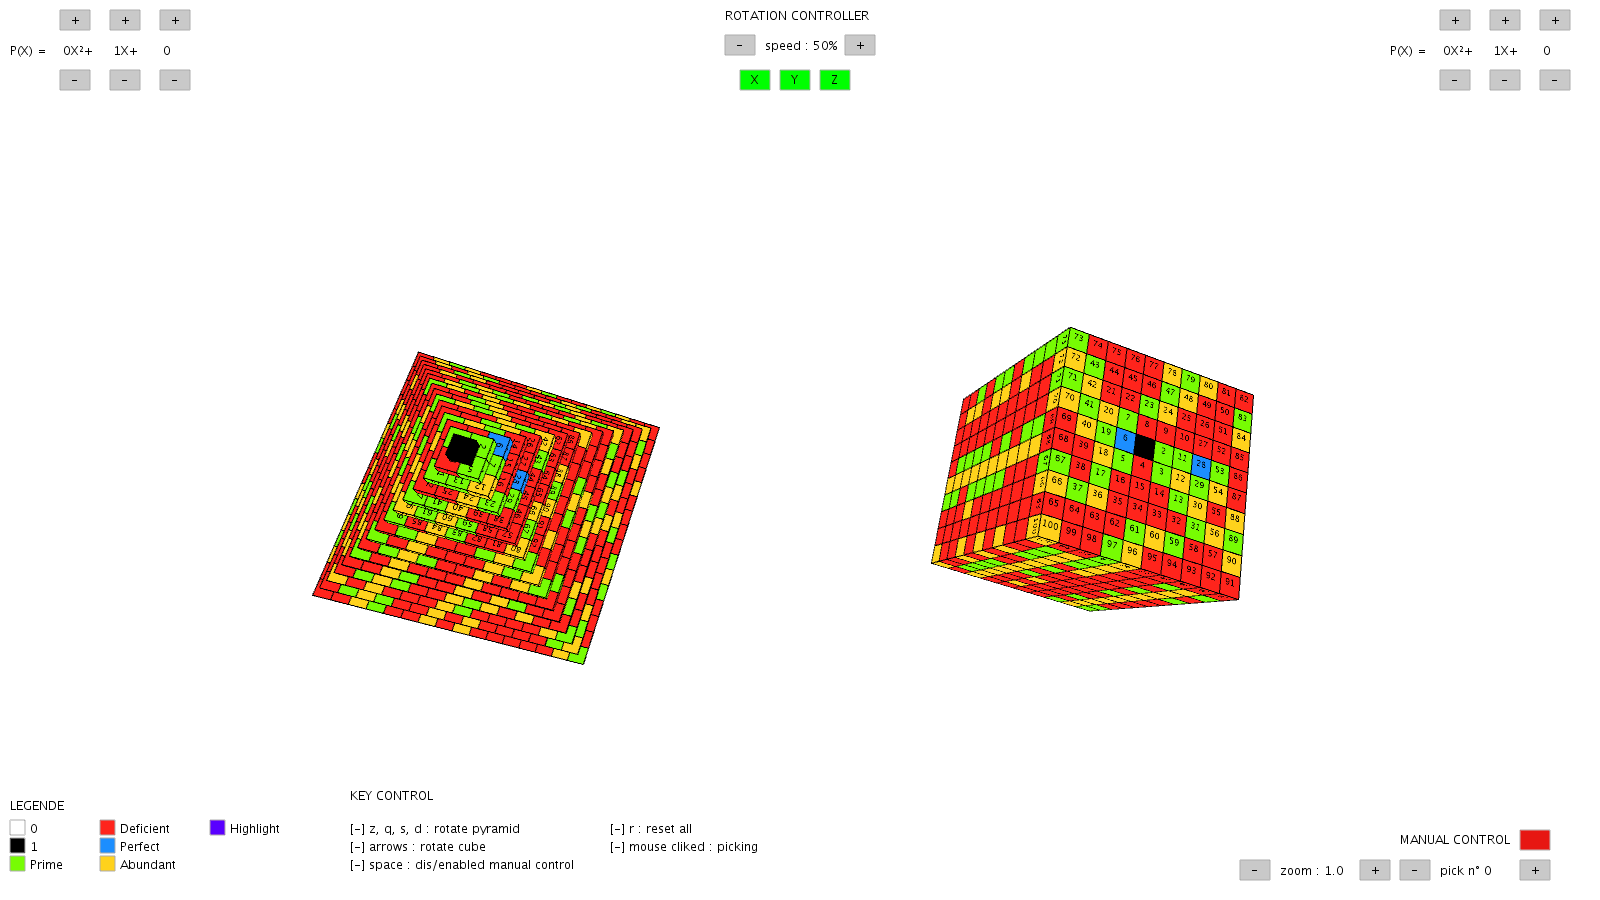 + + +
P(X) = 0X²+ 1X+ 0
- - -
ROTATION CONTROLLER
- speed : 50% +
X Y Z
+ + +
P(X) = 0X²+ 1X+ 0
- - -
73 74 75 76 77 78 79 80 81 82
72 43 44 45 46 47 48 49 50 83
71 42 21 22 23 24 25 26 51 84
70 41 20 7 8 9 10 27 52 85
69 40 19 6 2 11 28 53 86
68 39 18 5 4 3 12 29 54 87
67 38 17 16 15 14 13 30 55 88
66 37 36 35 34 33 32 31 56 89
65 64 63 62 61 60 59 58 57 90
100 99 98 97 96 95 94 93 92 91
LEGENDE
0
1
Prime
Deficient
Perfect
Abundant
Highlight
KEY CONTROL
[-] z, q, s, d : rotate pyramid
[-] arrows : rotate cube
[-] space : dis/enabled manual control
[-] r : reset all
[-] mouse cliked : picking
MANUAL CONTROL
- zoom : 1.0 + - pick n° 0 +